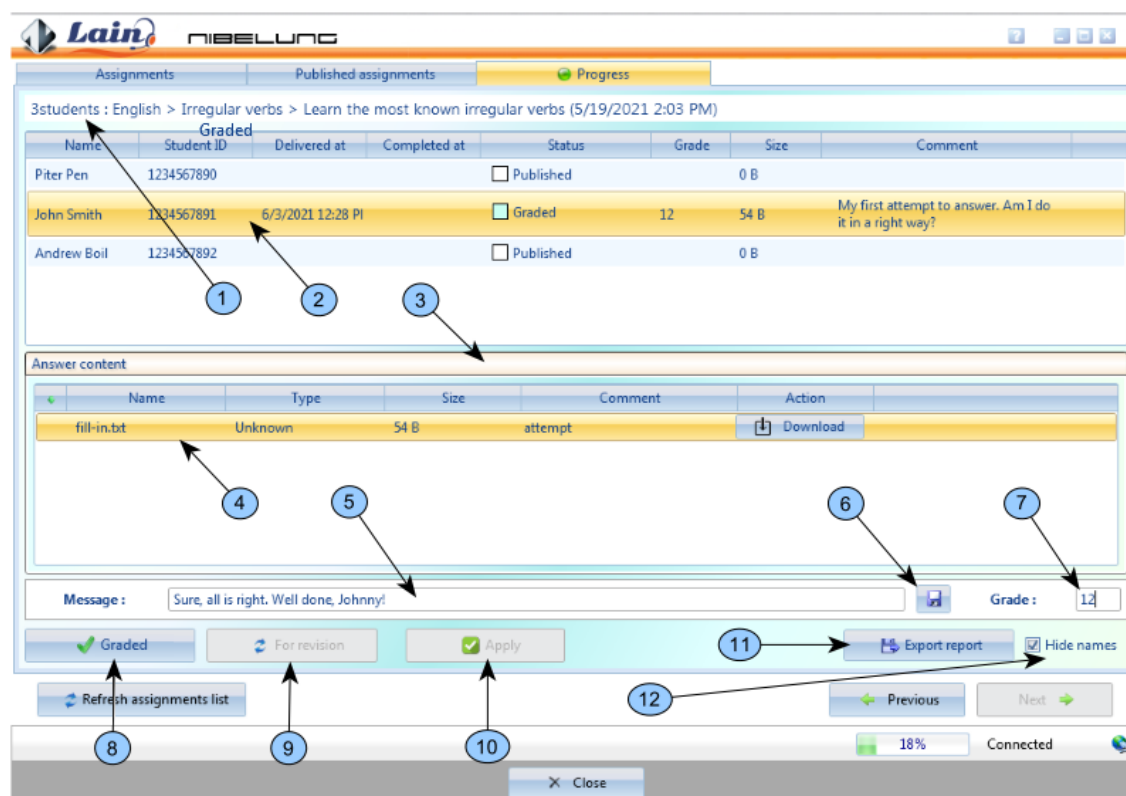 Lain NIBELUNG ?
Assignments Published assignments Progress
3students : English > Irregular verbs > Learn the most known irregular verbs (5/19/2021 2:03 PM)
Graded
Name Student ID Delivered at Completed at Status Grade Size Comment
Piter Pen 1234567890 Published 0 B
John Smith 1234567891 6/3/2021 12:28 PI Graded 12 54 B My first attempt to answer. Am I do
it in a right way?
Andrew Boil 1234567892 Published 0 B
1 2 3
Answer content
Name Type Size Comment Action
fill-in.txt Unknown 54 B attempt Download
4 5 6 7
Message : Sure, all is right. Well done, Johnny! Grade : 12
Graded For revision Apply 11 Export report Hide names
Refresh assignments list 12 Previous Next
8 9 10 18% Connected
Close